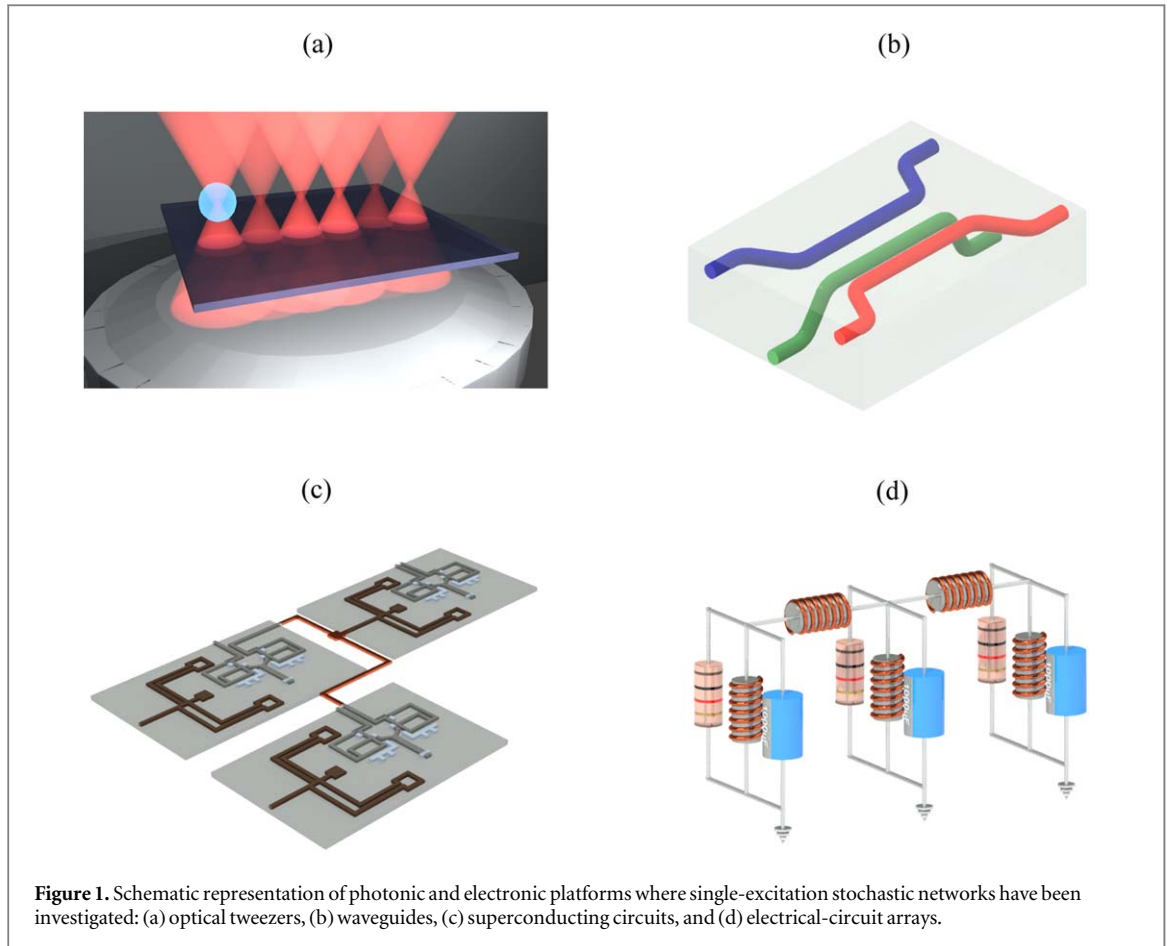 (a)
(b)
(c)
(d)
Figure 1. Schematic representation of photonic and electronic platforms where single-excitation stochastic networks have been
investigated: (a) optical tweezers, (b) waveguides, (c) superconducting circuits, and (d) electrical-circuit arrays.